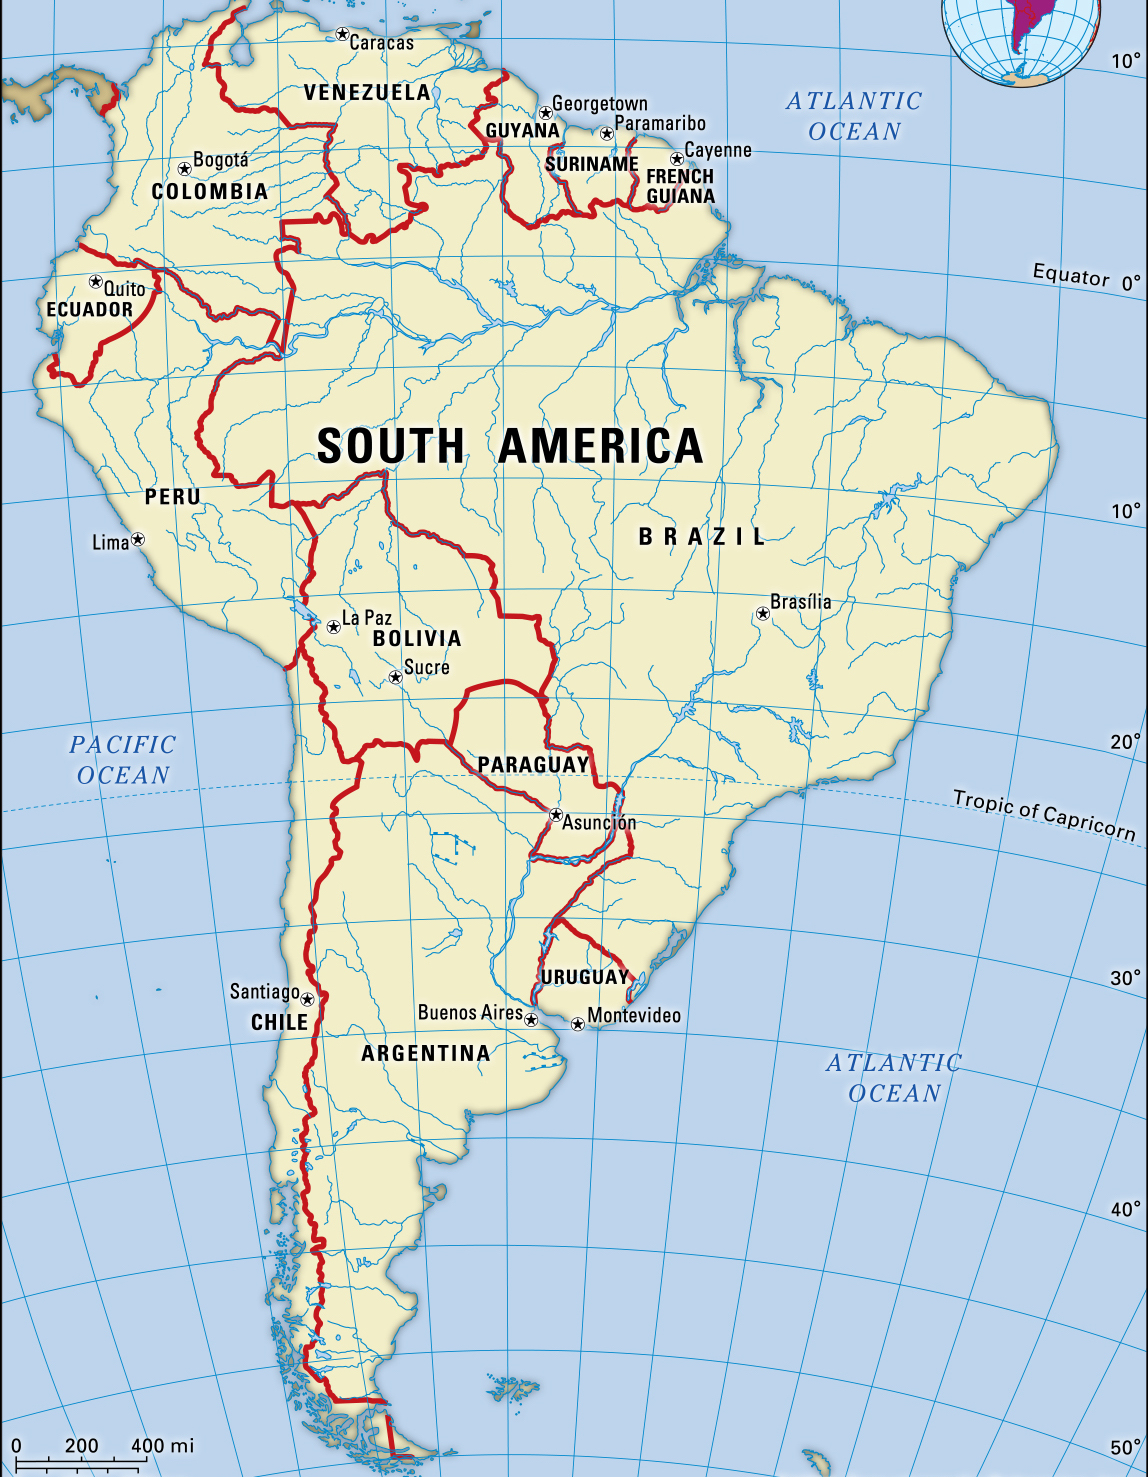 Caracas
VENEZUELA
10°
ATLANTIC
OCEAN
Georgetown
Paramaribo
GUYANA
Cayenne
SURINAME
FRENCH
GUIANA
Bogotá
COLOMBIA
Equator 0°
Quito
ECUADOR
SOUTH AMERICA
PERU
10°
BRAZIL
Lima
Brasília
La Paz
BOLIVIA
Sucre
PACIFIC
OCEAN
20°
PARAGUAY
Tropic of Capricorn
Asunción
30°
URUGUAY
Santiago
CHILE
Buenos Aires
Montevideo
ARGENTINA
ATLANTIC
OCEAN
40°
0 200 400 mi
50°